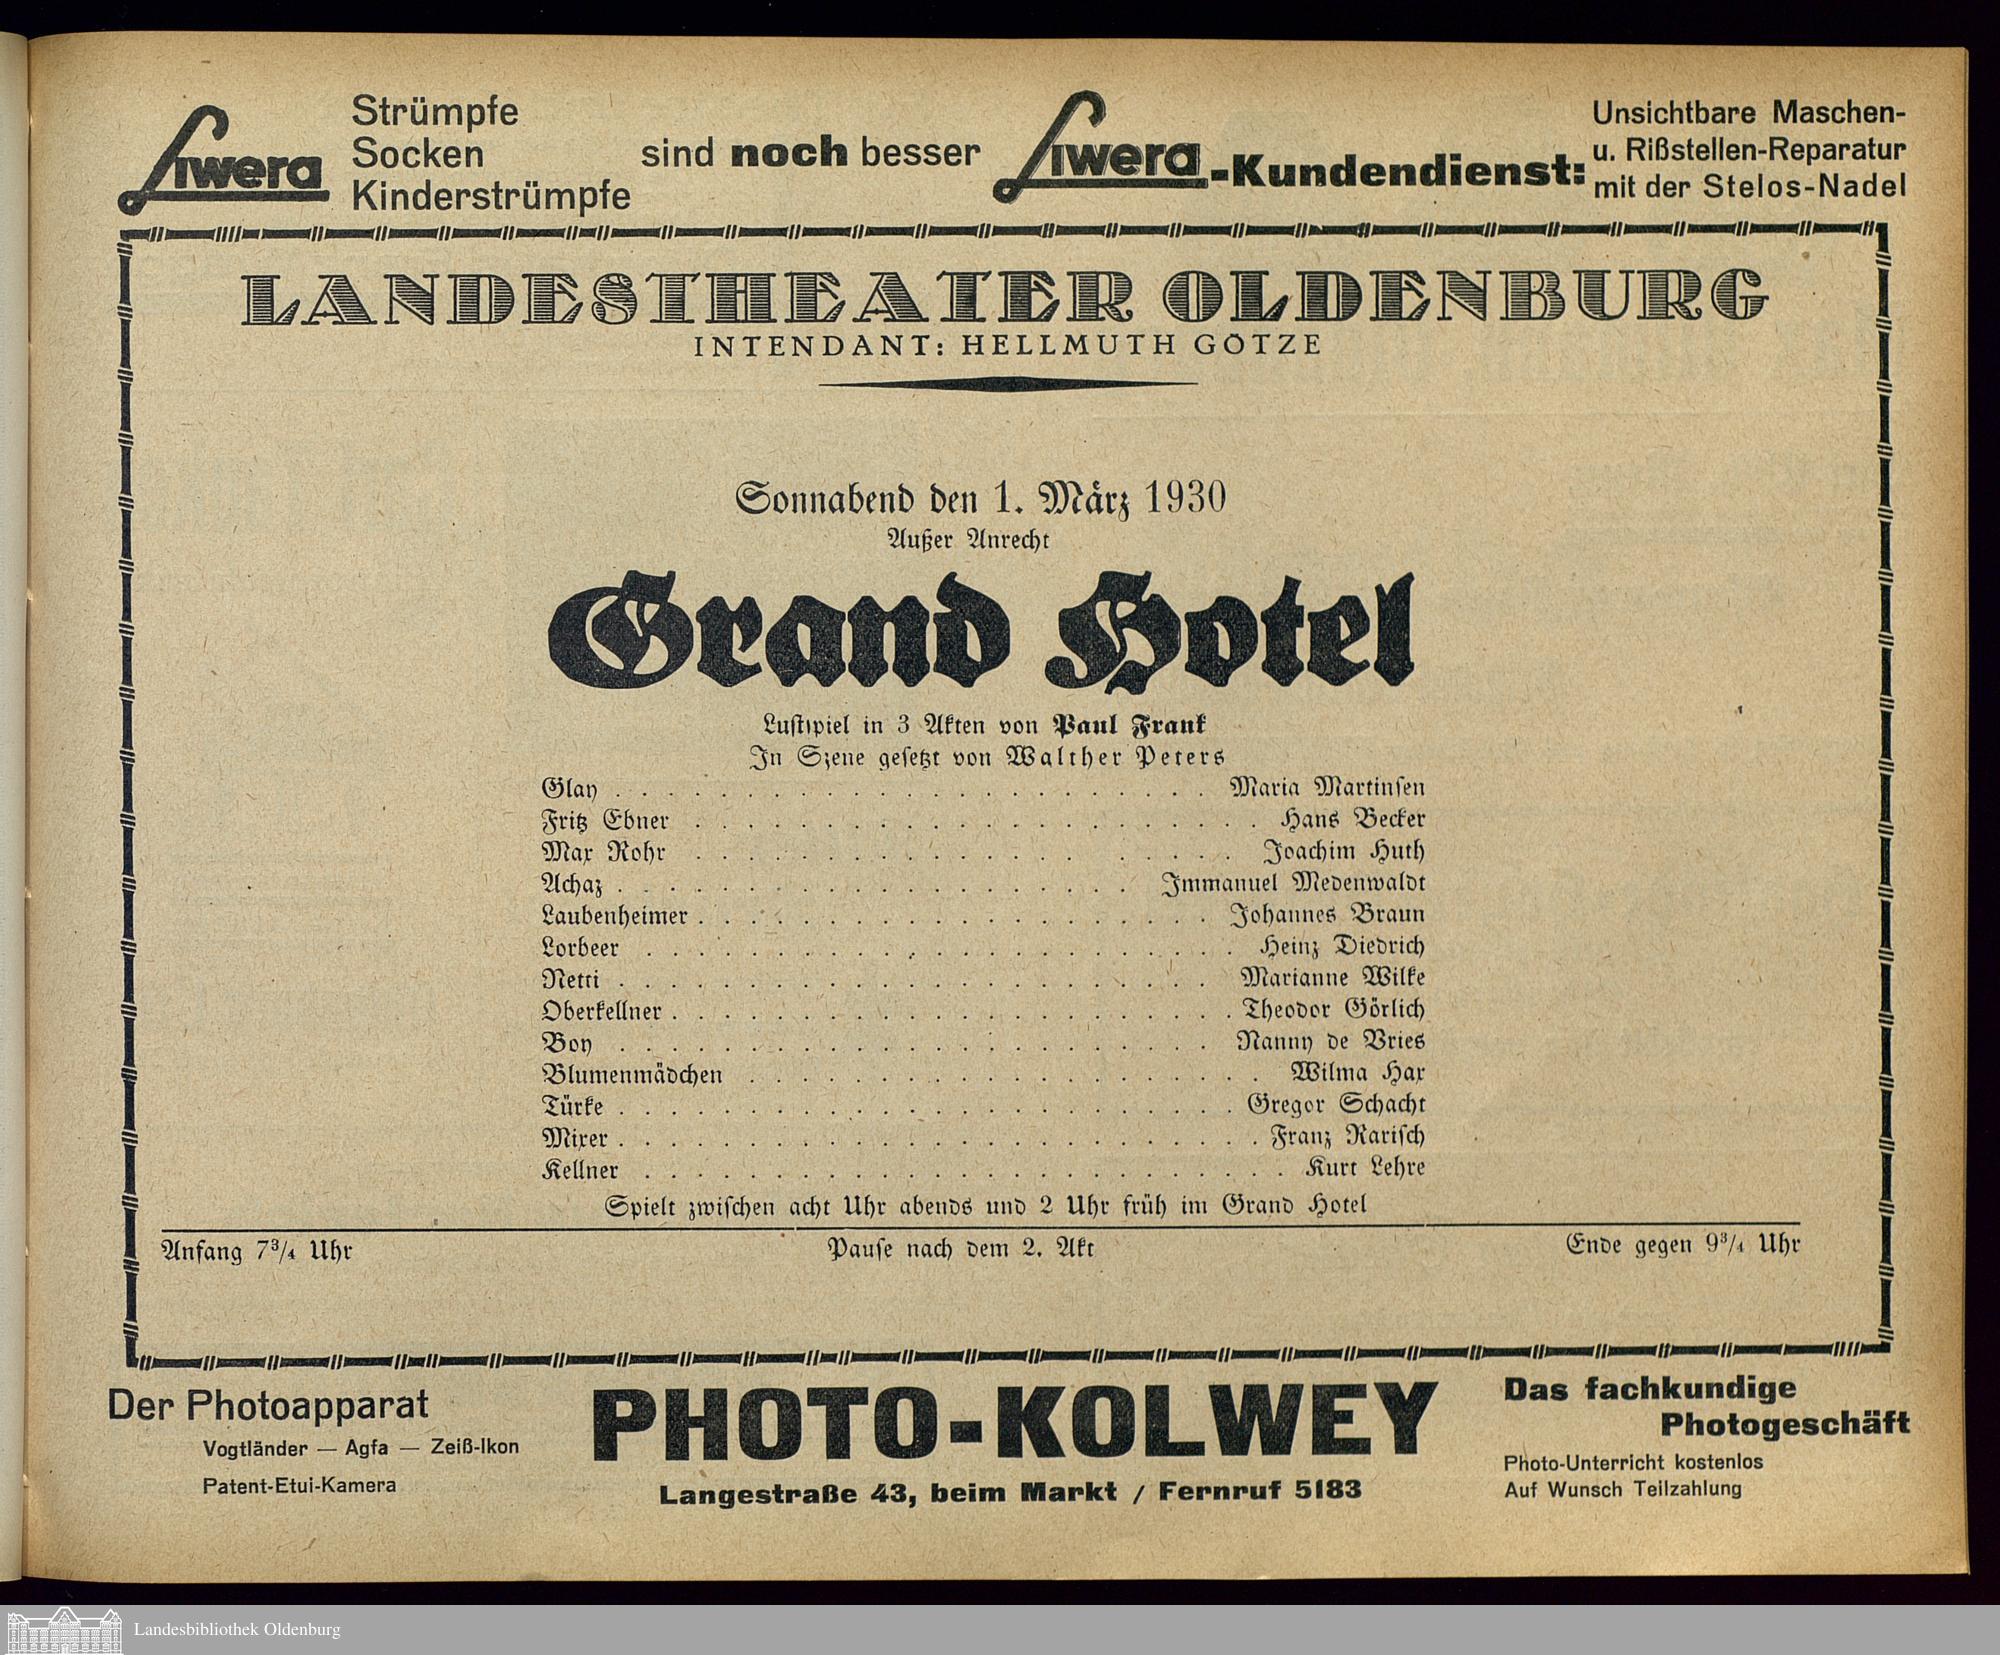 Liwera
Strümpfe
Socken
Kinderstrümpfe
sind noch besser
Liwera-Kundendienst:
Unsichtbare Maschen-
u. Rißstellen-Reparatur
mit der Stelos-Nadel
LANDESTHEATER OLDENBURG
INTENDANT: HELLMUTH GÖTZE
Sonnabend den 1. März 1930
Außer Anrecht
Grand Hotel
Lustspiel in 3 Akten von Paul Frank
In Szene gesetzt von Walther Peters
Glay . . . . . . . . . . . . . . . . . . . . . . . Maria Martinsen
Fritz Ebner . . . . . . . . . . . . . . . . . . . . . . Hans Becker
Max Rohr . . . . . . . . . . . . . . . . . . . . . Joachim Huth
Achaz . . . . . . . . . . . . . . . . . . . . Immanuel Medenwaldt
Laubenheimer . . . . . . . . . . . . . . . . . . . . Johannes Braun
Lorbeer . . . . . . . . . . . . . . . . . . . . . . . Heinz Diedrich
Netti . . . . . . . . . . . . . . . . . . . . . . . Marianne Wilke
Oberkellner . . . . . . . . . . . . . . . . . . . . . . Theodor Görlich
Boy . . . . . . . . . . . . . . . . . . . . . . . Nanny de Vries
Blumenmädchen . . . . . . . . . . . . . . . . . . . . Wilma Hax
Türke . . . . . . . . . . . . . . . . . . . . . . . . Gregor Schacht
Mixer . . . . . . . . . . . . . . . . . . . . . . . . . Franz Rarisch
Kellner . . . . . . . . . . . . . . . . . . . . . . . . . Kurt Lehre
Spielt zwischen acht Uhr abends und 2 Uhr früh im Grand Hotel
Anfang 7¾ Uhr Pause nach dem 2. Akt Ende gegen 9¾ Uhr
Der Photoapparat
Vogtländer — Agfa — Zeiß-Ikon
Patent-Etui-Kamera
PHOTO-KOLWEY
Langestraße 43, beim Markt / Fernruf 5183
Das fachkundige
Photogeschäft
Photo-Unterricht kostenlos
Auf Wunsch Teilzahlung
Landesbibliothek Oldenburg